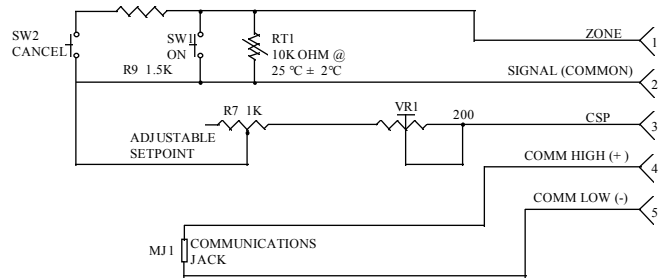 SW2
CANCEL
SW1
ON
R9 1.5K
RT1
10K OHM @
25 °C ± 2°C
ZONE
1
SIGNAL (COMMON)
2
R7 1K
VR1
200
CSP
3
ADJUSTABLE
SETPOINT
COMM HIGH (+)
4
COMM LOW (-)
5
MJ1
COMMUNICATIONS
JACK